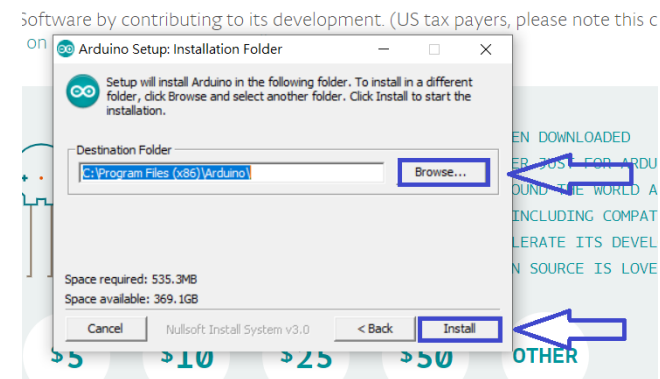 Software by contributing to its development. (US tax payers, please note this c
on
Arduino Setup: Installation Folder
Setup will install Arduino in the following folder. To install in a different
folder, click Browse and select another folder. Click Install to start the
installation.
Destination Folder
C:\Program Files (x86)\Arduino\
Browse...
EN DOWNLOADED
ER JUST FOR ARDU
OUND THE WORLD A
INCLUDING COMPAT
LERATE ITS DEVEL
N SOURCE IS LOVE
Space required: 535.3MB
Space available: 369.1GB
Cancel
Nullsoft Install System v3.0
< Back
Install
$5 $10 $25 $50 OTHER